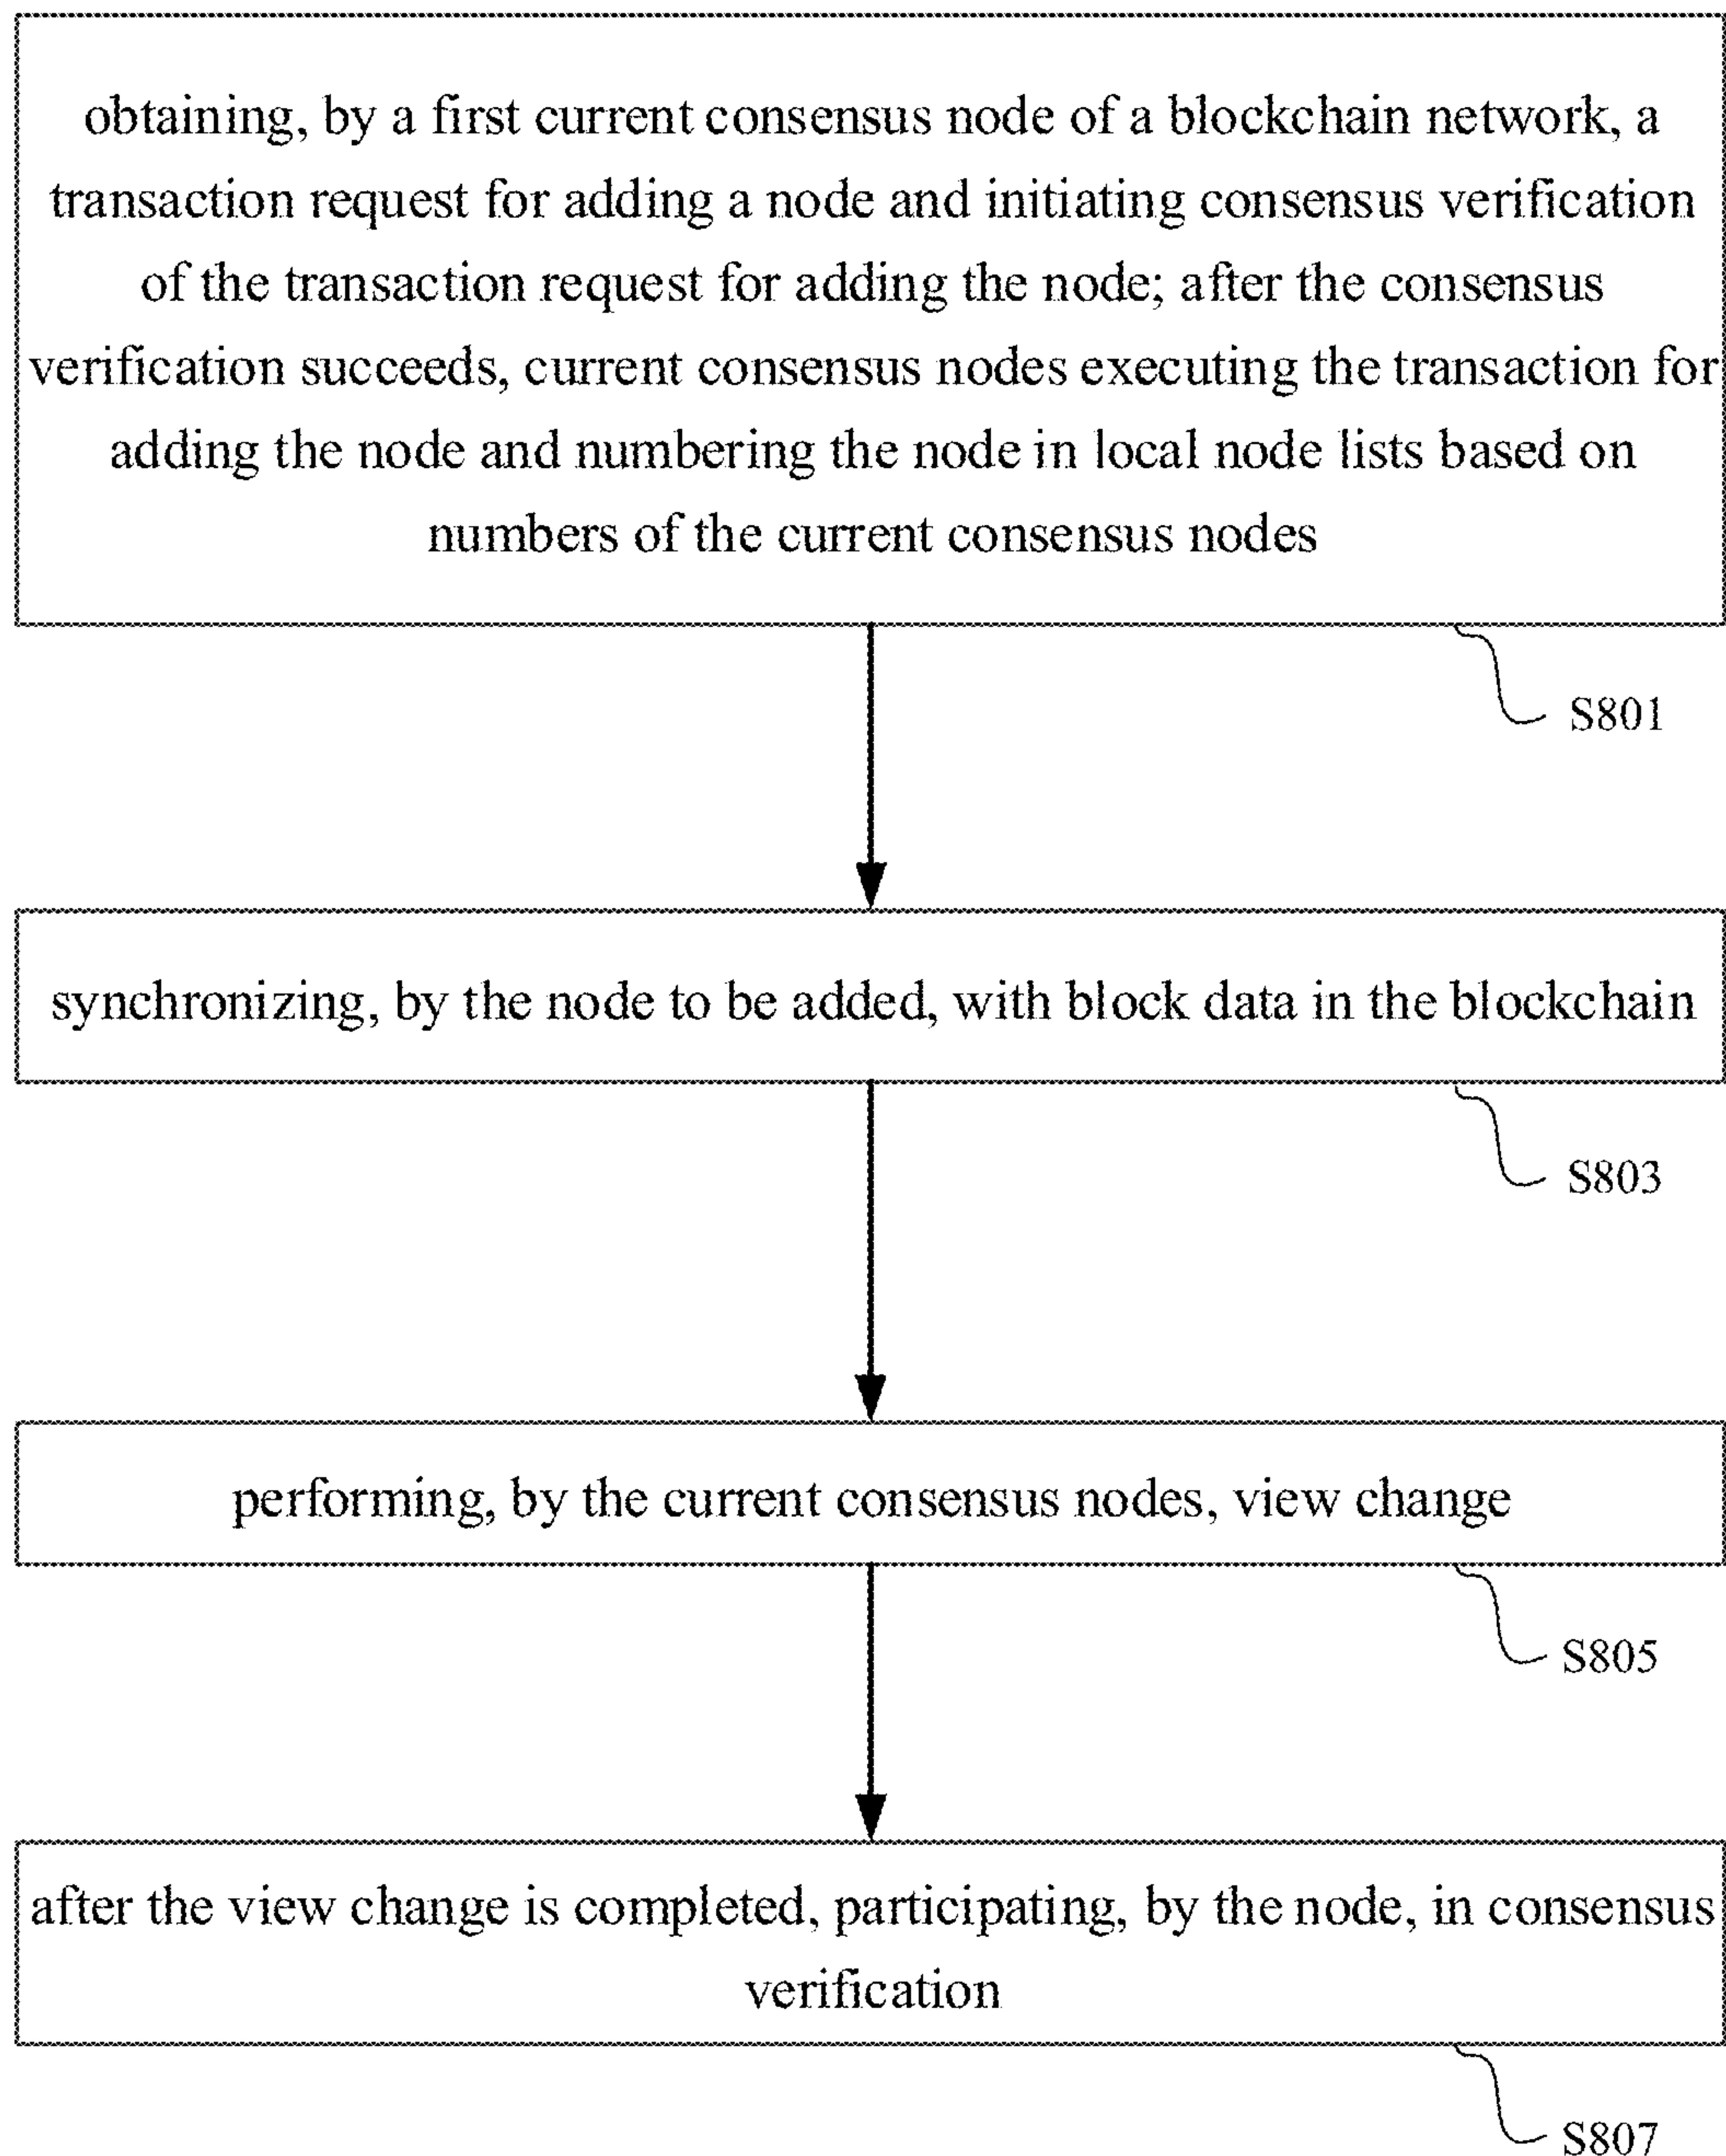 obtaining, by a first current consensus node of a blockchain network, a
transaction request for adding a node and initiating consensus verification
of the transaction request for adding the node; after the consensus
verification succeeds, current consensus nodes executing the transaction for
adding the node and numbering the node in local node lists based on
numbers of the current consensus nodes
S801
synchronizing, by the node to be added, with block data in the blockchain
S803
performing, by the current consensus nodes, view change
S805
after the view change is completed, participating, by the node, in consensus
verification
S807